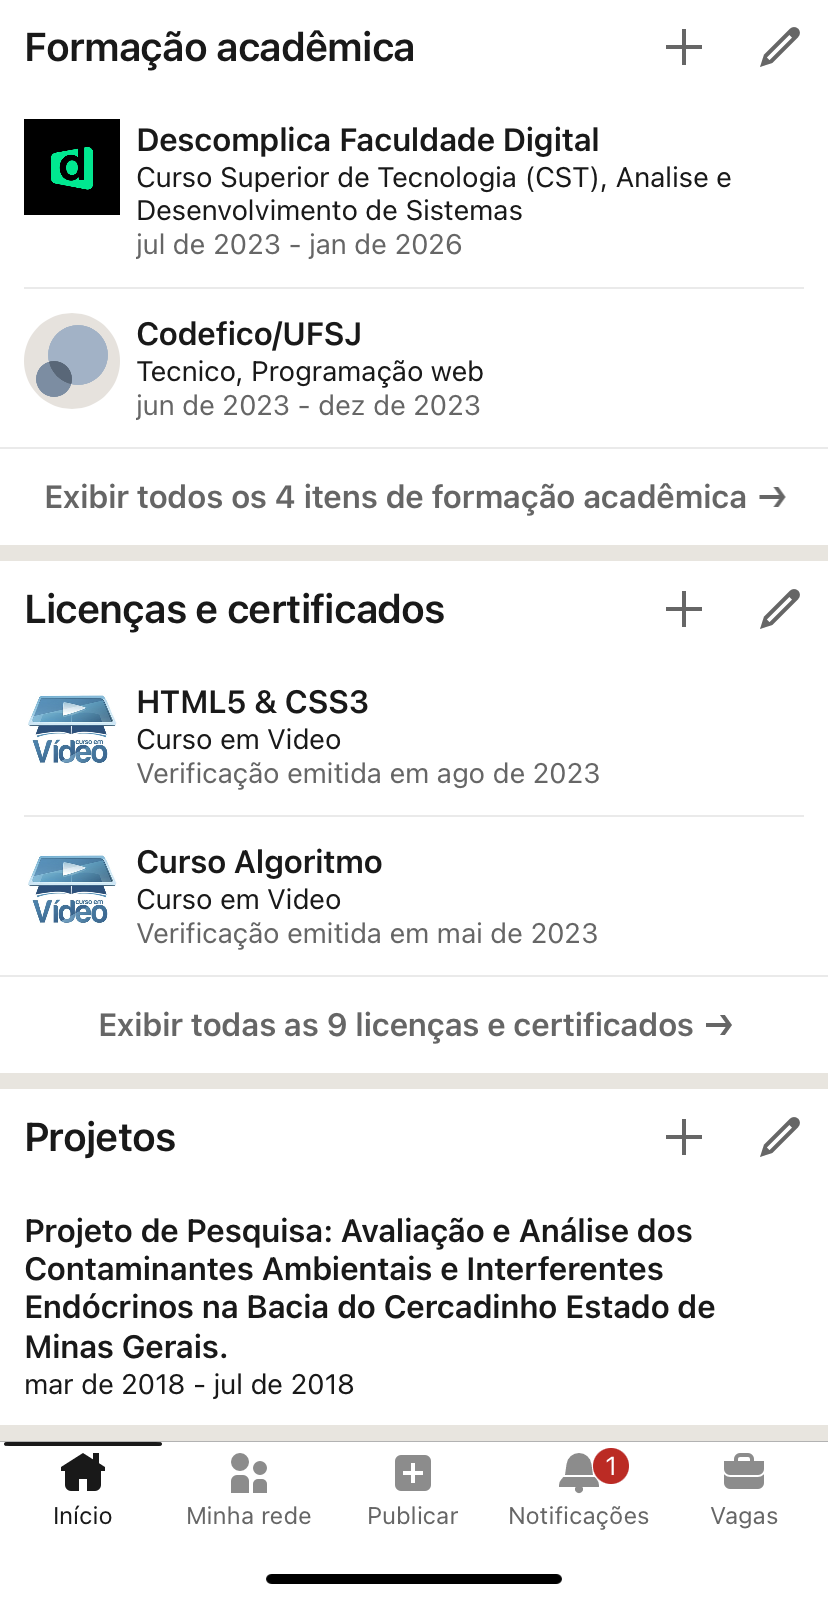 Formação acadêmica
Descomplica Faculdade Digital
Curso Superior de Tecnologia (CST), Analise e
Desenvolvimento de Sistemas
jul de 2023 - jan de 2026
Codefico/UFSJ
Tecnico, Programação web
jun de 2023 - dez de 2023
Exibir todos os 4 itens de formação acadêmica →
Licenças e certificados
curso em
Vídeo
HTML5 & CSS3
Curso em Video
Verificação emitida em ago de 2023
curso em
Vídeo
Curso Algoritmo
Curso em Video
Verificação emitida em mai de 2023
Exibir todas as 9 licenças e certificados →
Projetos
Projeto de Pesquisa: Avaliação e Análise dos
Contaminantes Ambientais e Interferentes
Endócrinos na Bacia do Cercadinho Estado de
Minas Gerais.
mar de 2018 - jul de 2018
1
Início
Minha rede
Publicar
Notificações
Vagas